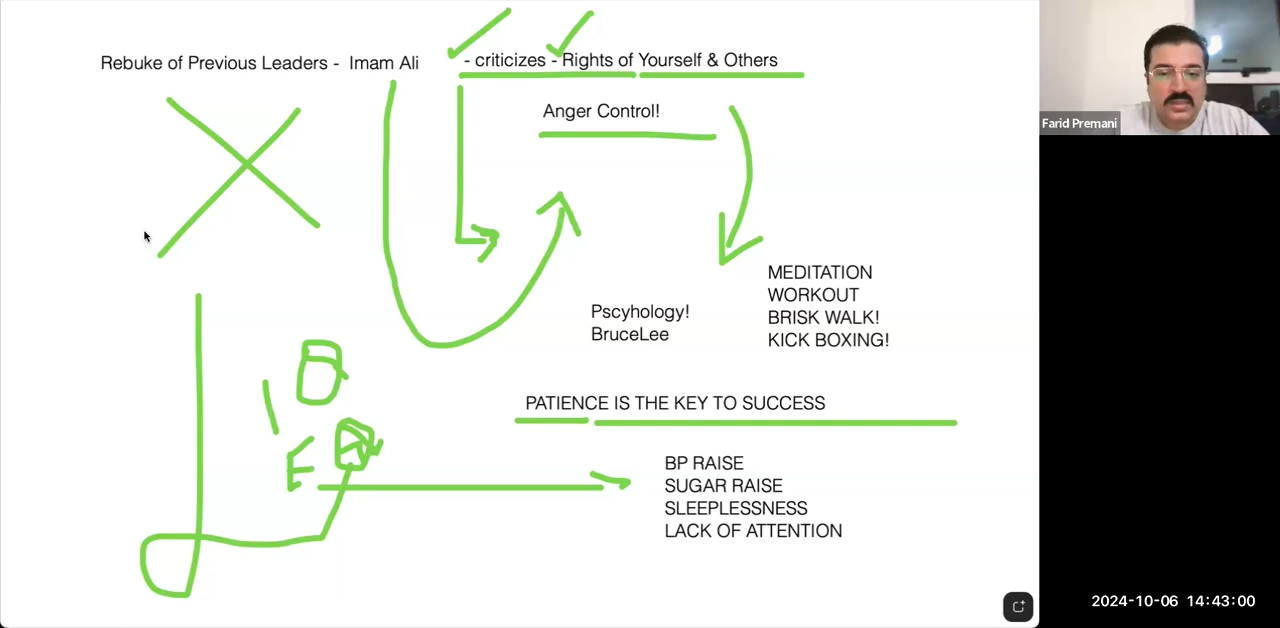 Rebuke of Previous Leaders - Imam Ali - criticizes - Rights of Yourself & Others
Anger Control!
Farid Premani
MEDITATION
WORKOUT
BRISK WALK!
KICK BOXING!
Pscyhology!
BruceLee
PATIENCE IS THE KEY TO SUCCESS
BP RAISE
SUGAR RAISE
SLEEPLESSNESS
LACK OF ATTENTION
2024-10-06 14:43:00